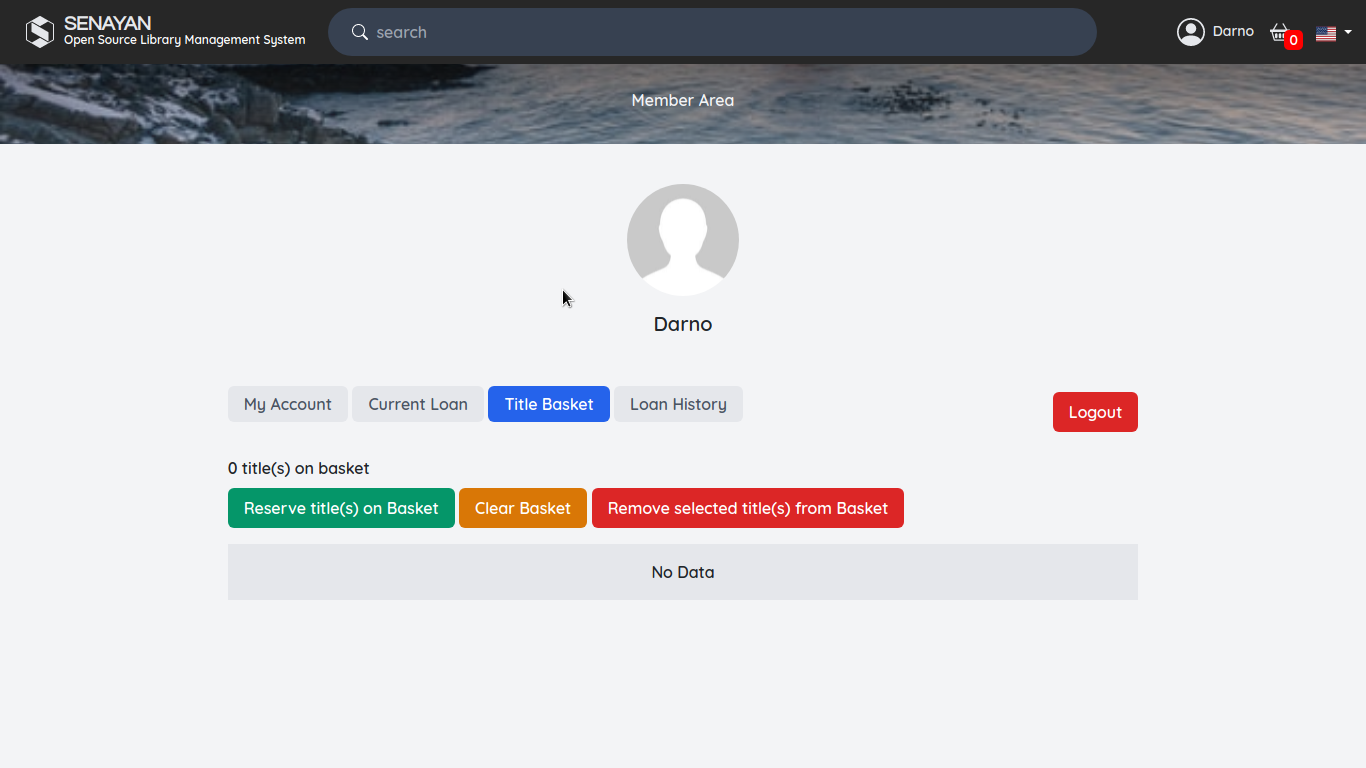 SENAYAN
Open Source Library Management System
search
Darno
0
Member Area
Darno
My Account
Current Loan
Title Basket
Loan History
Logout
0 title(s) on basket
Reserve title(s) on Basket
Clear Basket
Remove selected title(s) from Basket
No Data